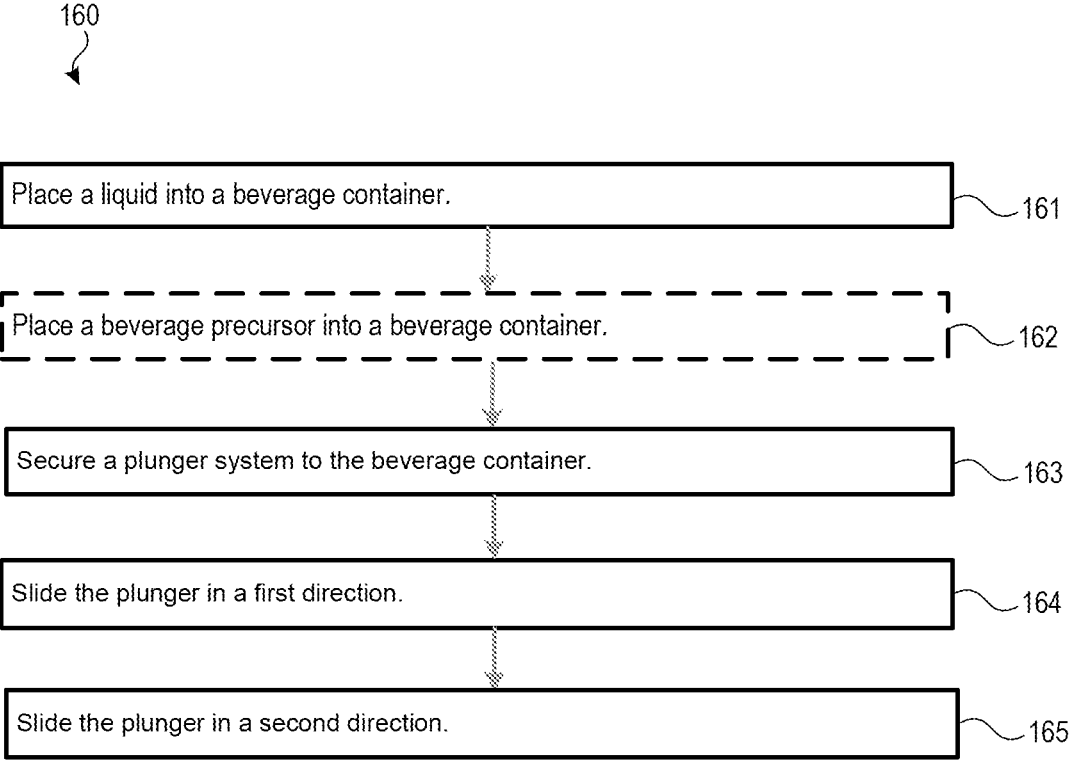 160
Place a liquid into a beverage container.
161
Place a beverage precursor into a beverage container.
162
Secure a plunger system to the beverage container.
163
Slide the plunger in a first direction.
164
Slide the plunger in a second direction.
165